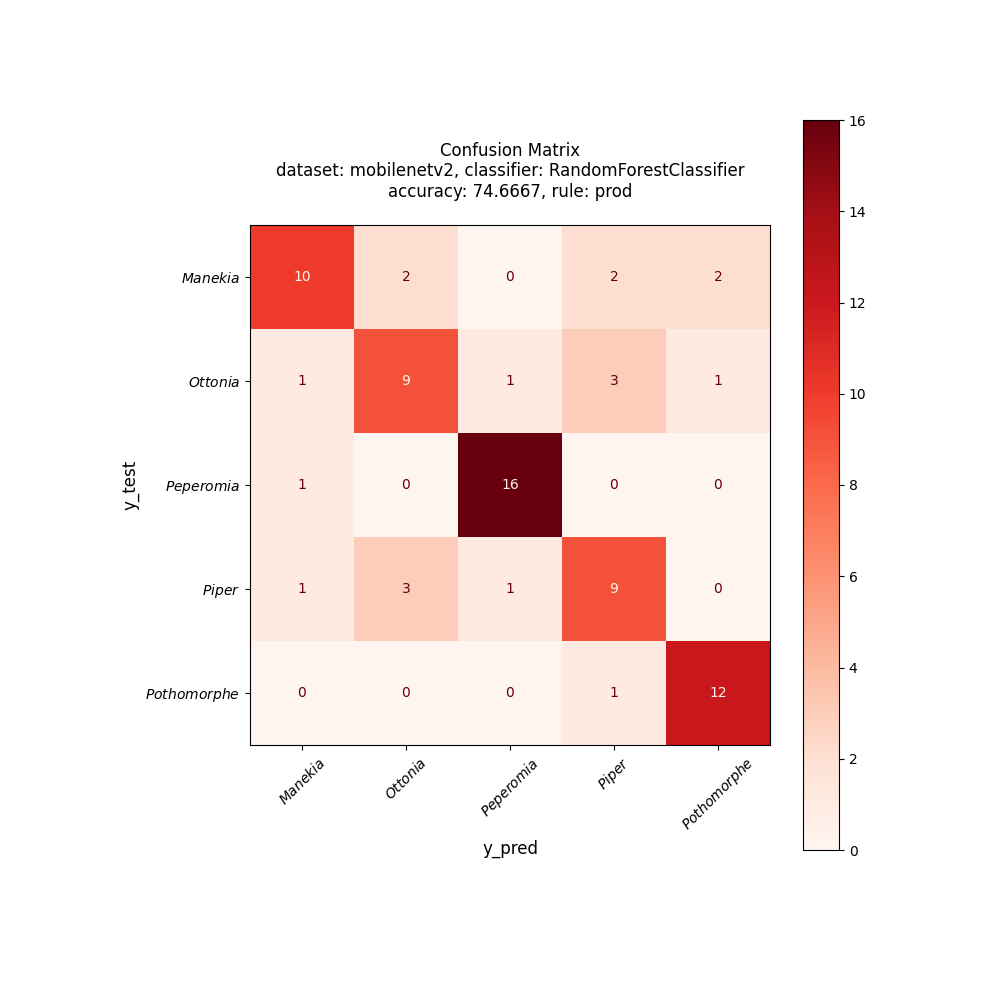 Confusion Matrix
dataset: mobilenetv2, classifier: RandomForestClassifier
accuracy: 74.6667, rule: prod
16
14
12
10
8
6
4
2
0
y_test
Manekia 10 2 0 2 2
Ottonia 1 9 1 3 1
Peperomia 1 0 16 0 0
Piper 1 3 1 9 0
Pothomorphe 0 0 0 1 12
Manekia Ottonia Peperomia Piper Pothomorphe
y_pred